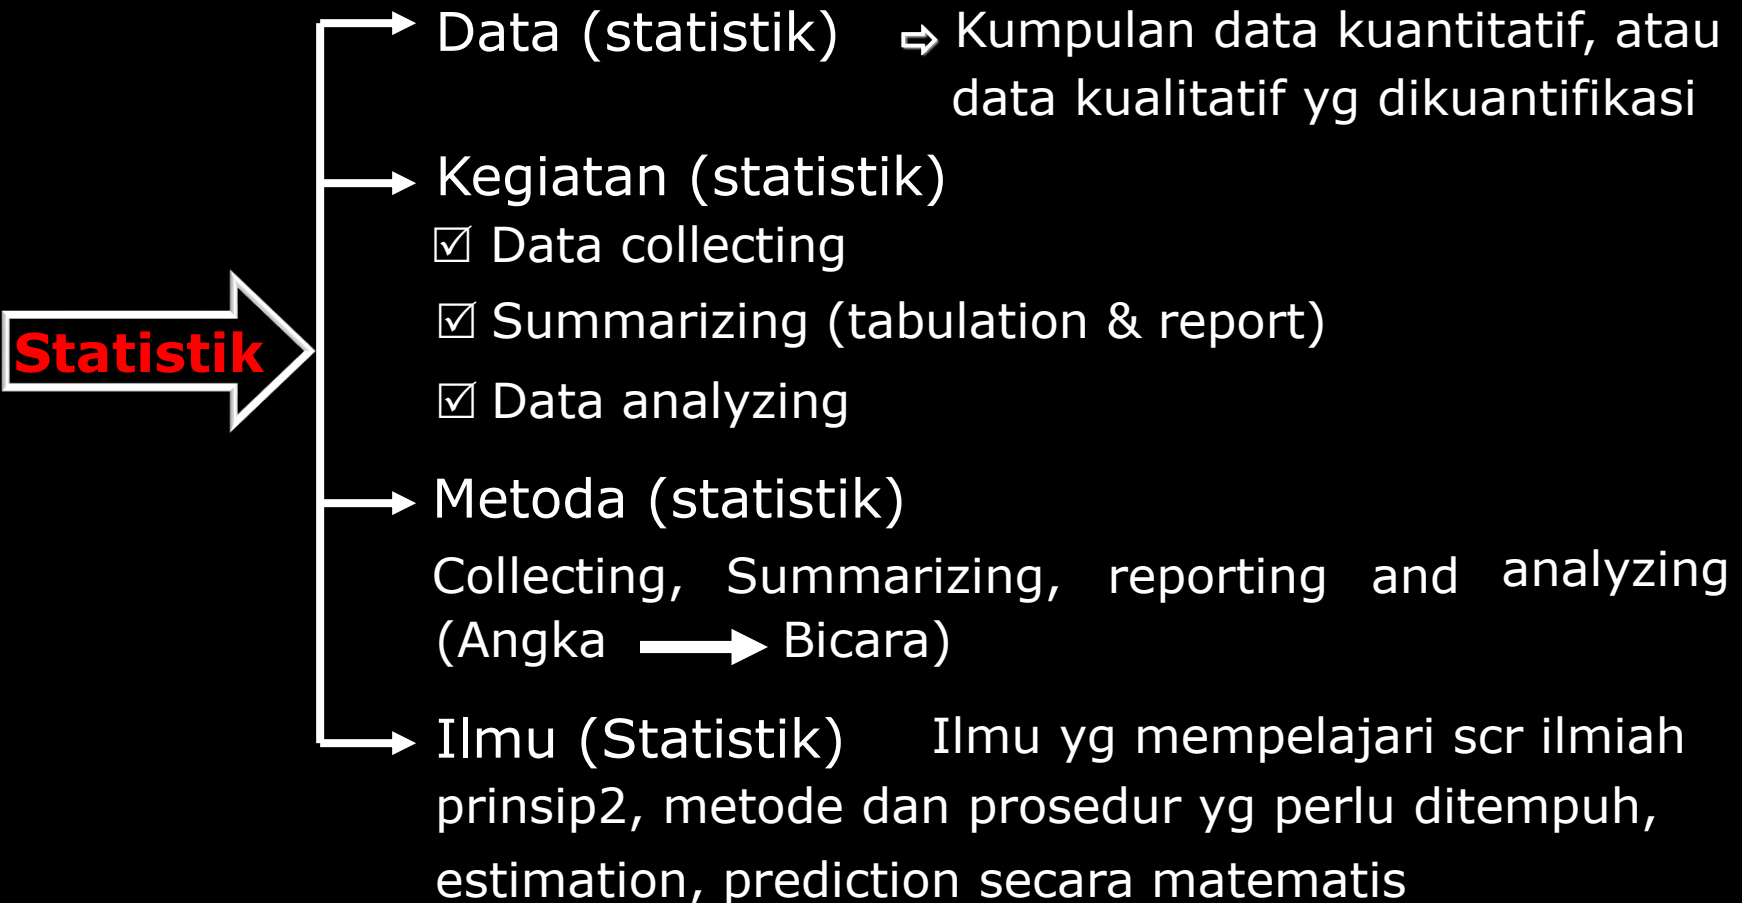 Data (statistik) ⇨ Kumpulan data kuantitatif, atau
data kualitatif yg dikuantifikasi
Kegiatan (statistik)
☑ Data collecting
☑ Summarizing (tabulation & report)
Statistik
☑ Data analyzing
Metoda (statistik)
Collecting, Summarizing, reporting and analyzing
(Angka → Bicara)
Ilmu (Statistik) Ilmu yg mempelajari scr ilmiah
prinsip2, metode dan prosedur yg perlu ditempuh,
estimation, prediction secara matematis